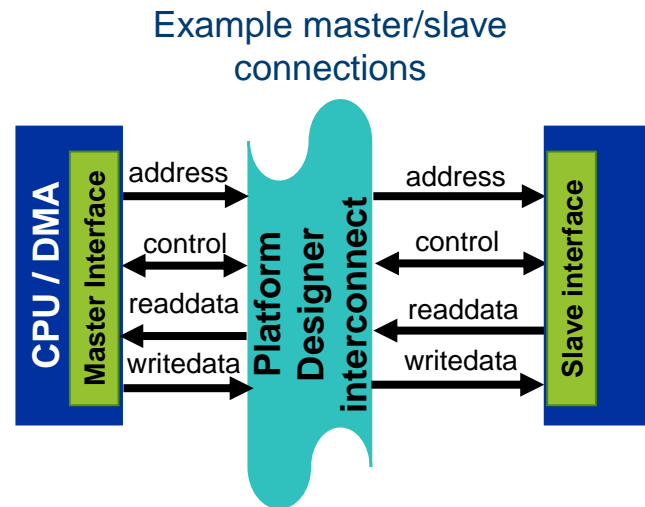 Example master/slave
connections
CPU / DMA
Master Interface
address
control
readdata
writedata
Platform
Designer
interconnect
address
control
readdata
writedata
Slave interface